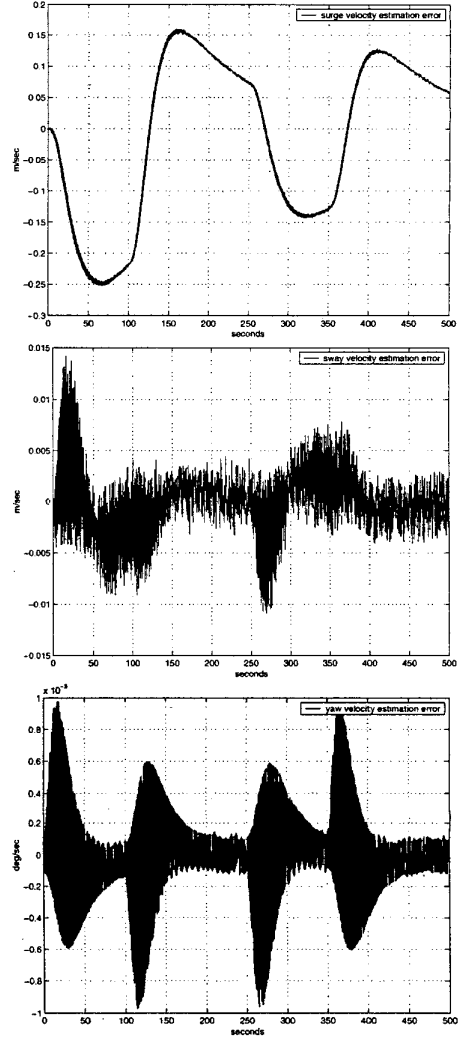 0.2
surge velocity estimation error
0.15
0.1
0.05
0
m/sec
-0.05
-0.1
-0.15
-0.2
-0.25
-0.3
0 50 100 150 200 250 300 350 400 450 500
seconds
0.015
sway velocity estimation error
0.01
0.005
m/sec
0
-0.005
-0.01
-0.015
0 50 100 150 200 250 300 350 400 450 500
seconds
x 10⁻³
1
yaw velocity estimation error
0.8
0.6
0.4
0.2
deg/sec
0
-0.2
-0.4
-0.6
-0.8
-1
0 50 100 150 200 250 300 350 400 450 500
seconds